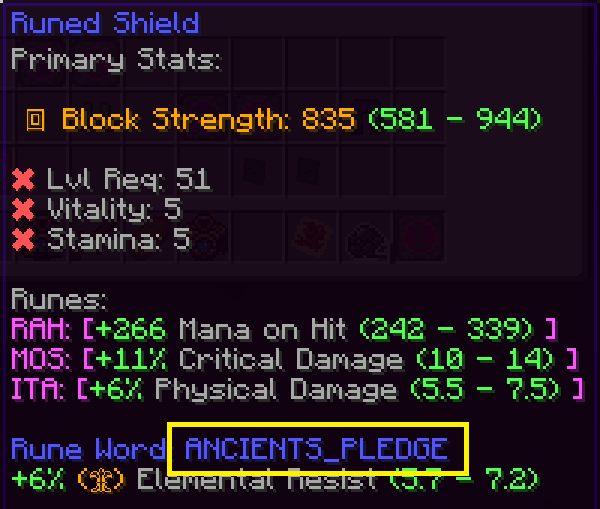 Runed Shield
Primary Stats:
Block Strength: 835 (581 - 944)
Lvl Req: 51
Vitality: 5
Stamina: 5
Runes:
RAH: [+266 Mana on Hit (242 - 339) ]
MOS: [+11% Critical Damage (10 - 14) ]
ITA: [+6% Physical Damage (5.5 - 7.5) ]
Rune Word: ANCIENTS_PLEDGE
+6% () Elemental Resist (5.7 - 7.2)